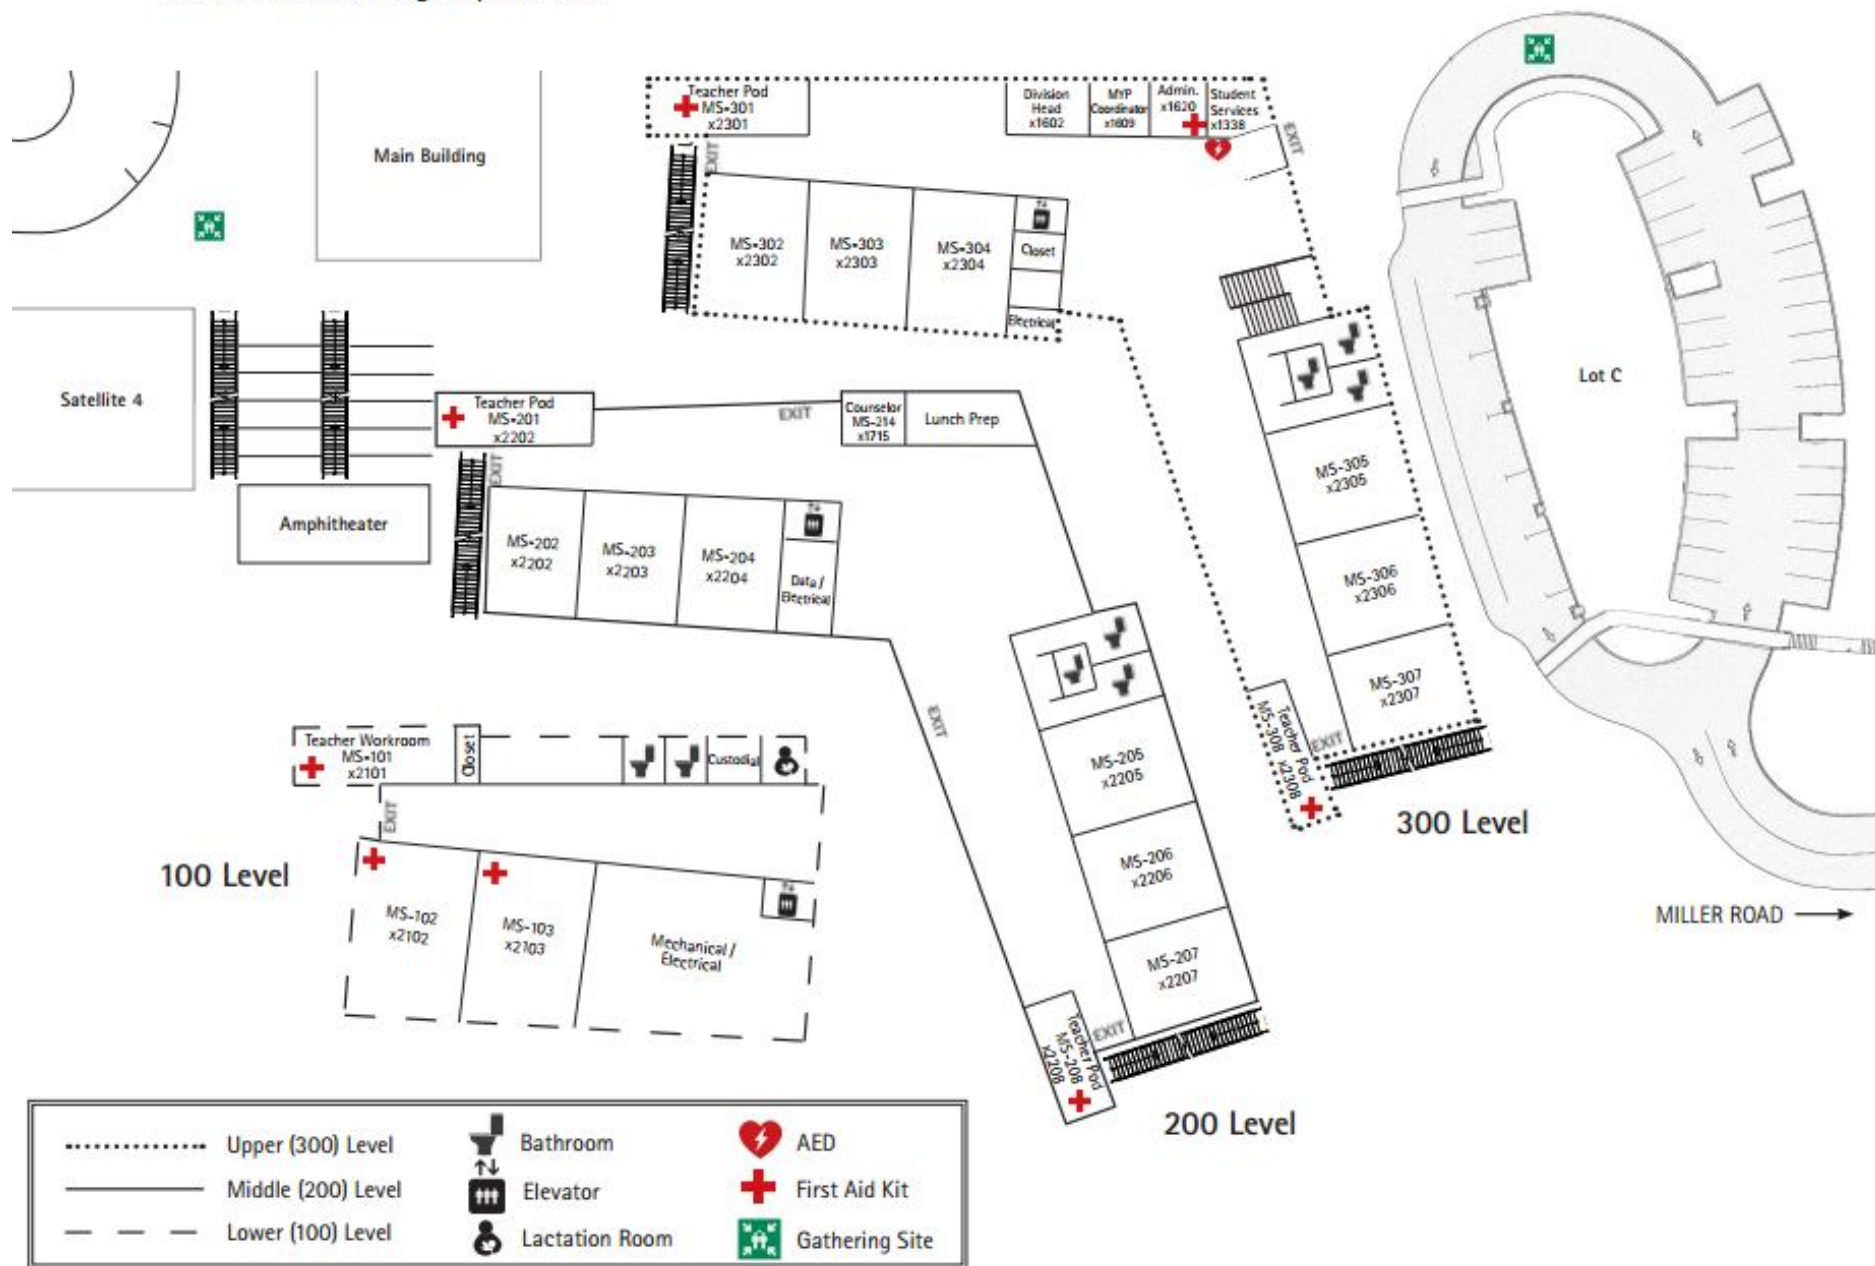 Teacher Pod
MS-301
x2301
Division
Head
x1602
MYP
Coordinator
x1609
Admin.
x1620
Student
Services
x1338
EXIT
EXIT
Main Building
MS-302
x2302
MS-303
x2303
MS-304
x2304
Closet
Electrical
Satellite 4
Teacher Pod
MS-201
x2202
EXIT
Counselor
MS-214
x1715
Lunch Prep
Lot C
EXIT
Amphitheater
MS-202
x2202
MS-203
x2203
MS-204
x2204
Data /
Electrical
MS-305
x2305
MS-306
x2306
MS-307
x2307
Teacher Pod
MS-308 x2308
EXIT
300 Level
EXIT
Teacher Workroom
MS-101
x2101
Closet
Custodial
EXIT
100 Level
MS-102
x2102
MS-103
x2103
Mechanical /
Electrical
MS-205
x2205
MS-206
x2206
MS-207
x2207
Teacher Pod
MS-208
x2208
EXIT
200 Level
MILLER ROAD
Upper (300) Level
Middle (200) Level
Lower (100) Level
Bathroom
Elevator
Lactation Room
AED
First Aid Kit
Gathering Site